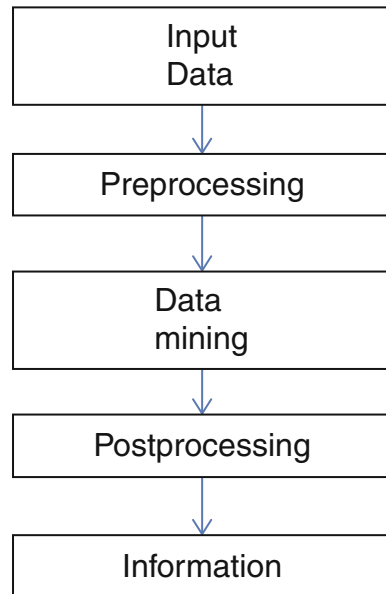 Input
Data
Preprocessing
Data
mining
Postprocessing
Information